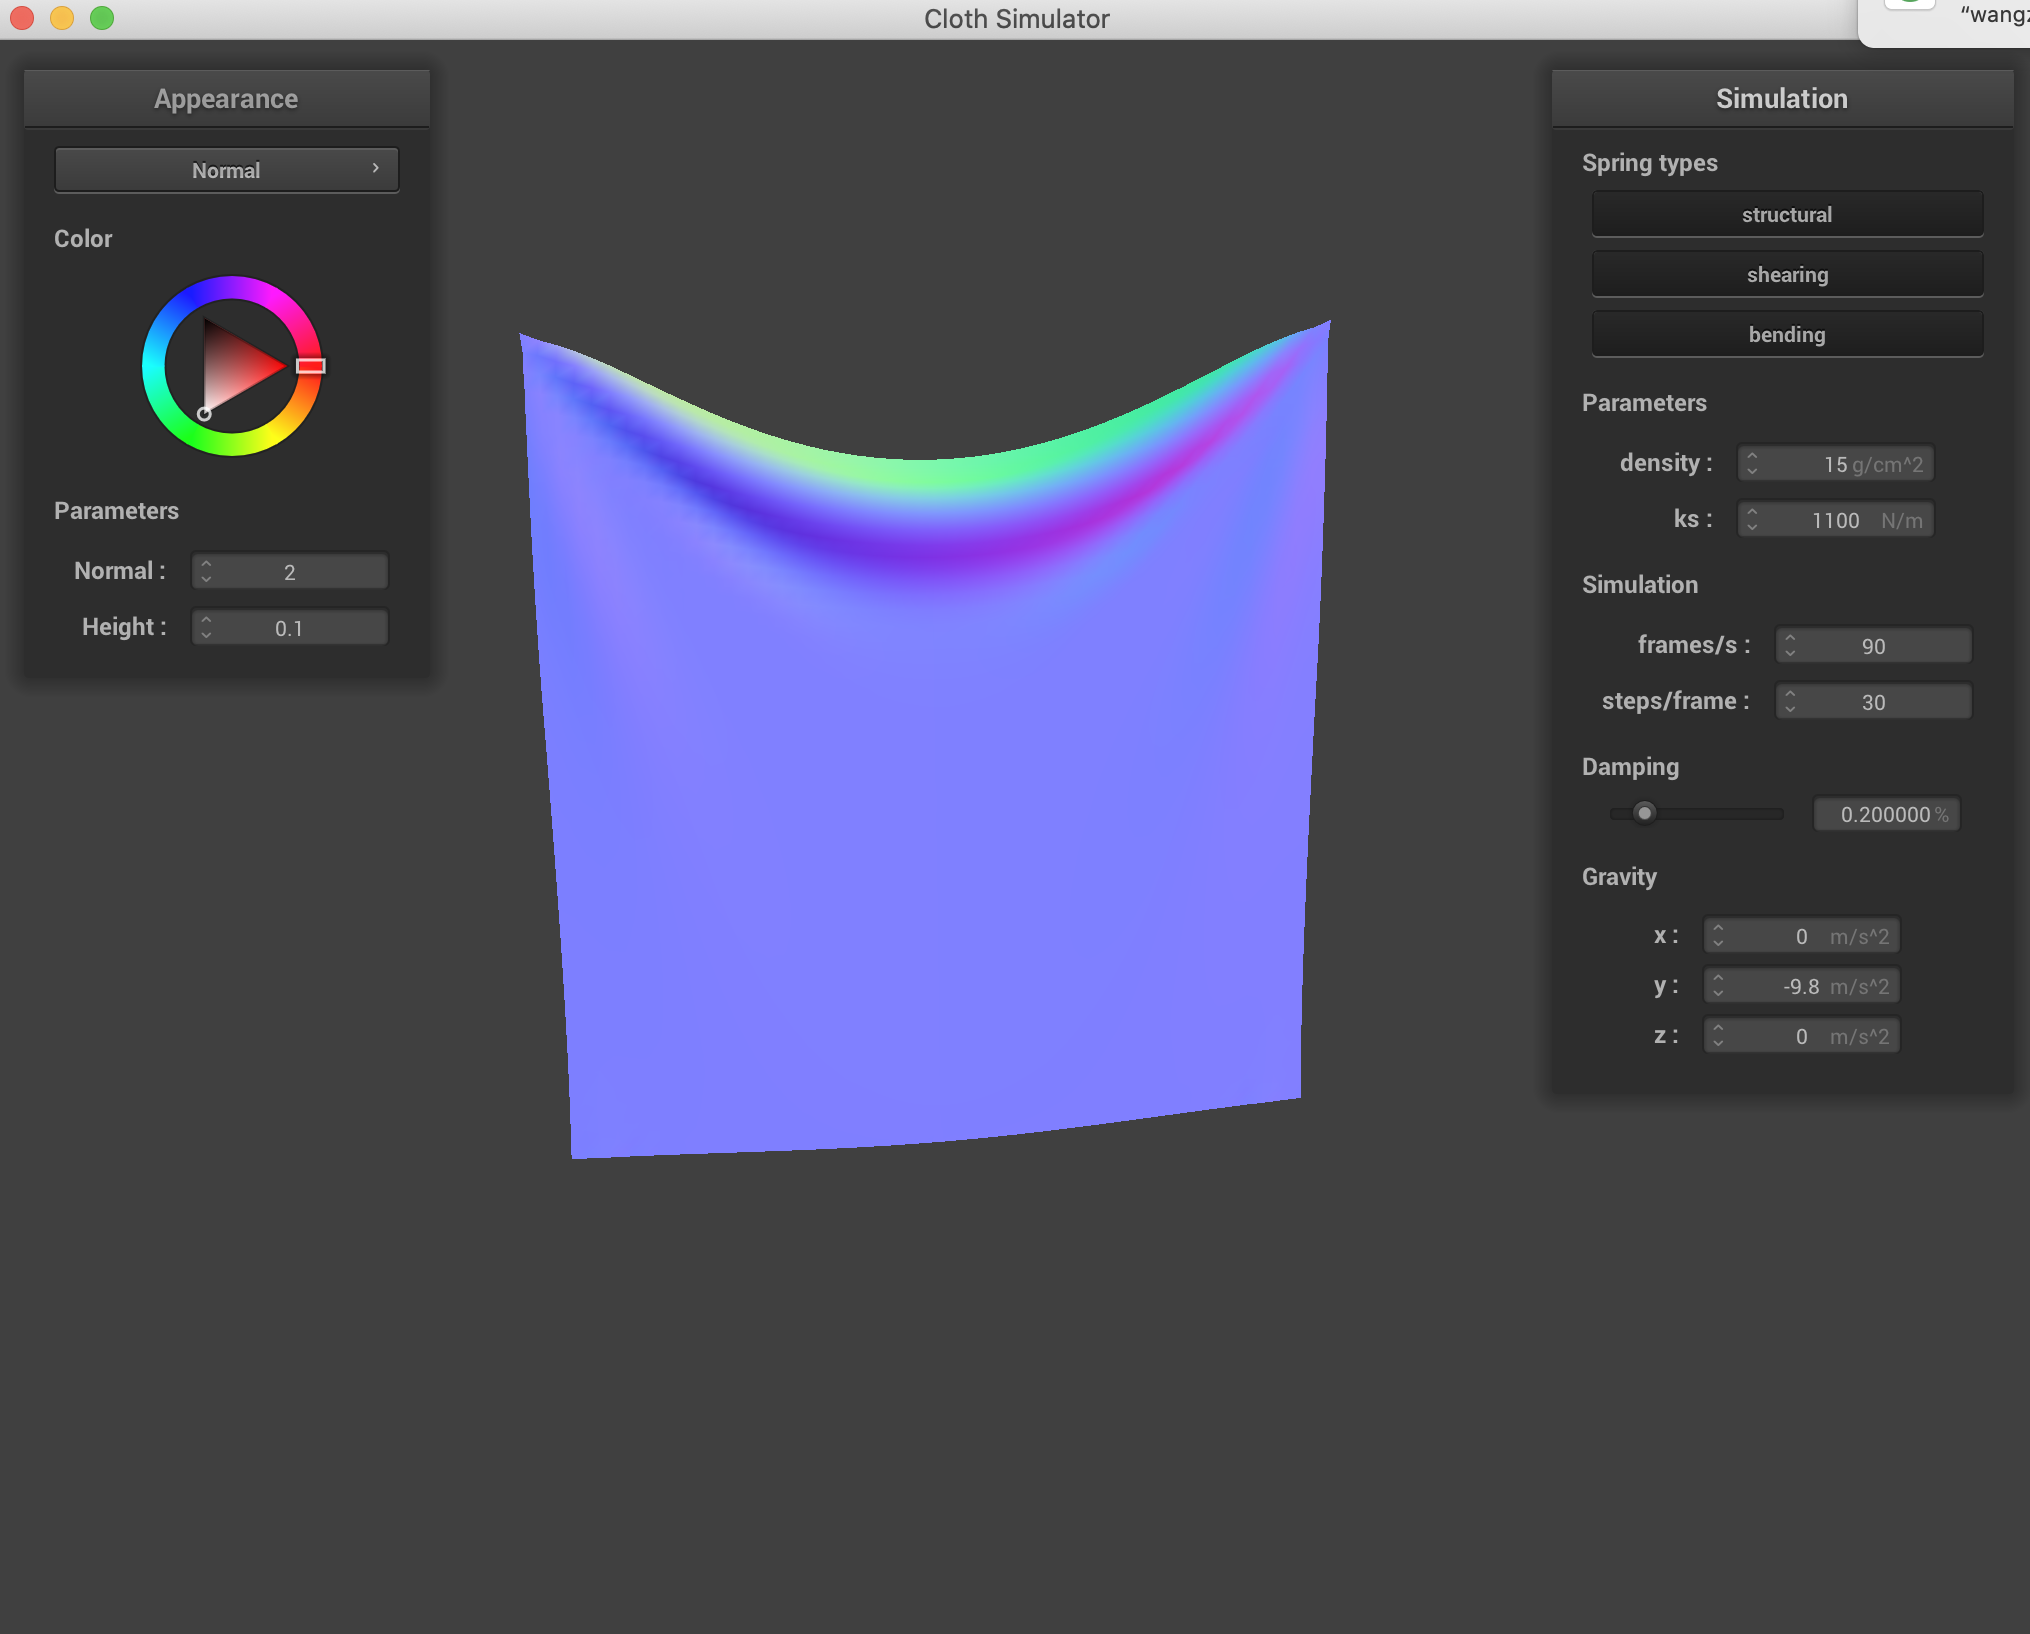 Cloth Simulator
“wangz
Appearance
Normal
Color
Parameters
Normal : 2
Height : 0.1
Simulation
Spring types
structural
shearing
bending
Parameters
density : 15 g/cm^2
ks : 1100 N/m
Simulation
frames/s : 90
steps/frame : 30
Damping
0.200000 %
Gravity
x : 0 m/s^2
y : -9.8 m/s^2
z : 0 m/s^2